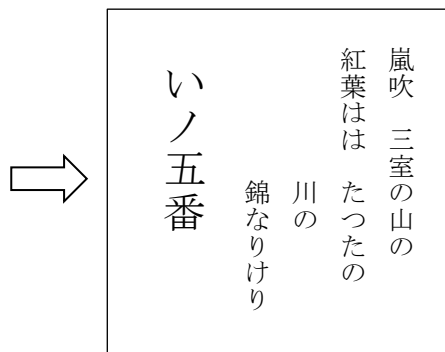 嵐吹　三室の山の
紅葉はは　たつたの
川の
錦なりけり
いノ五番